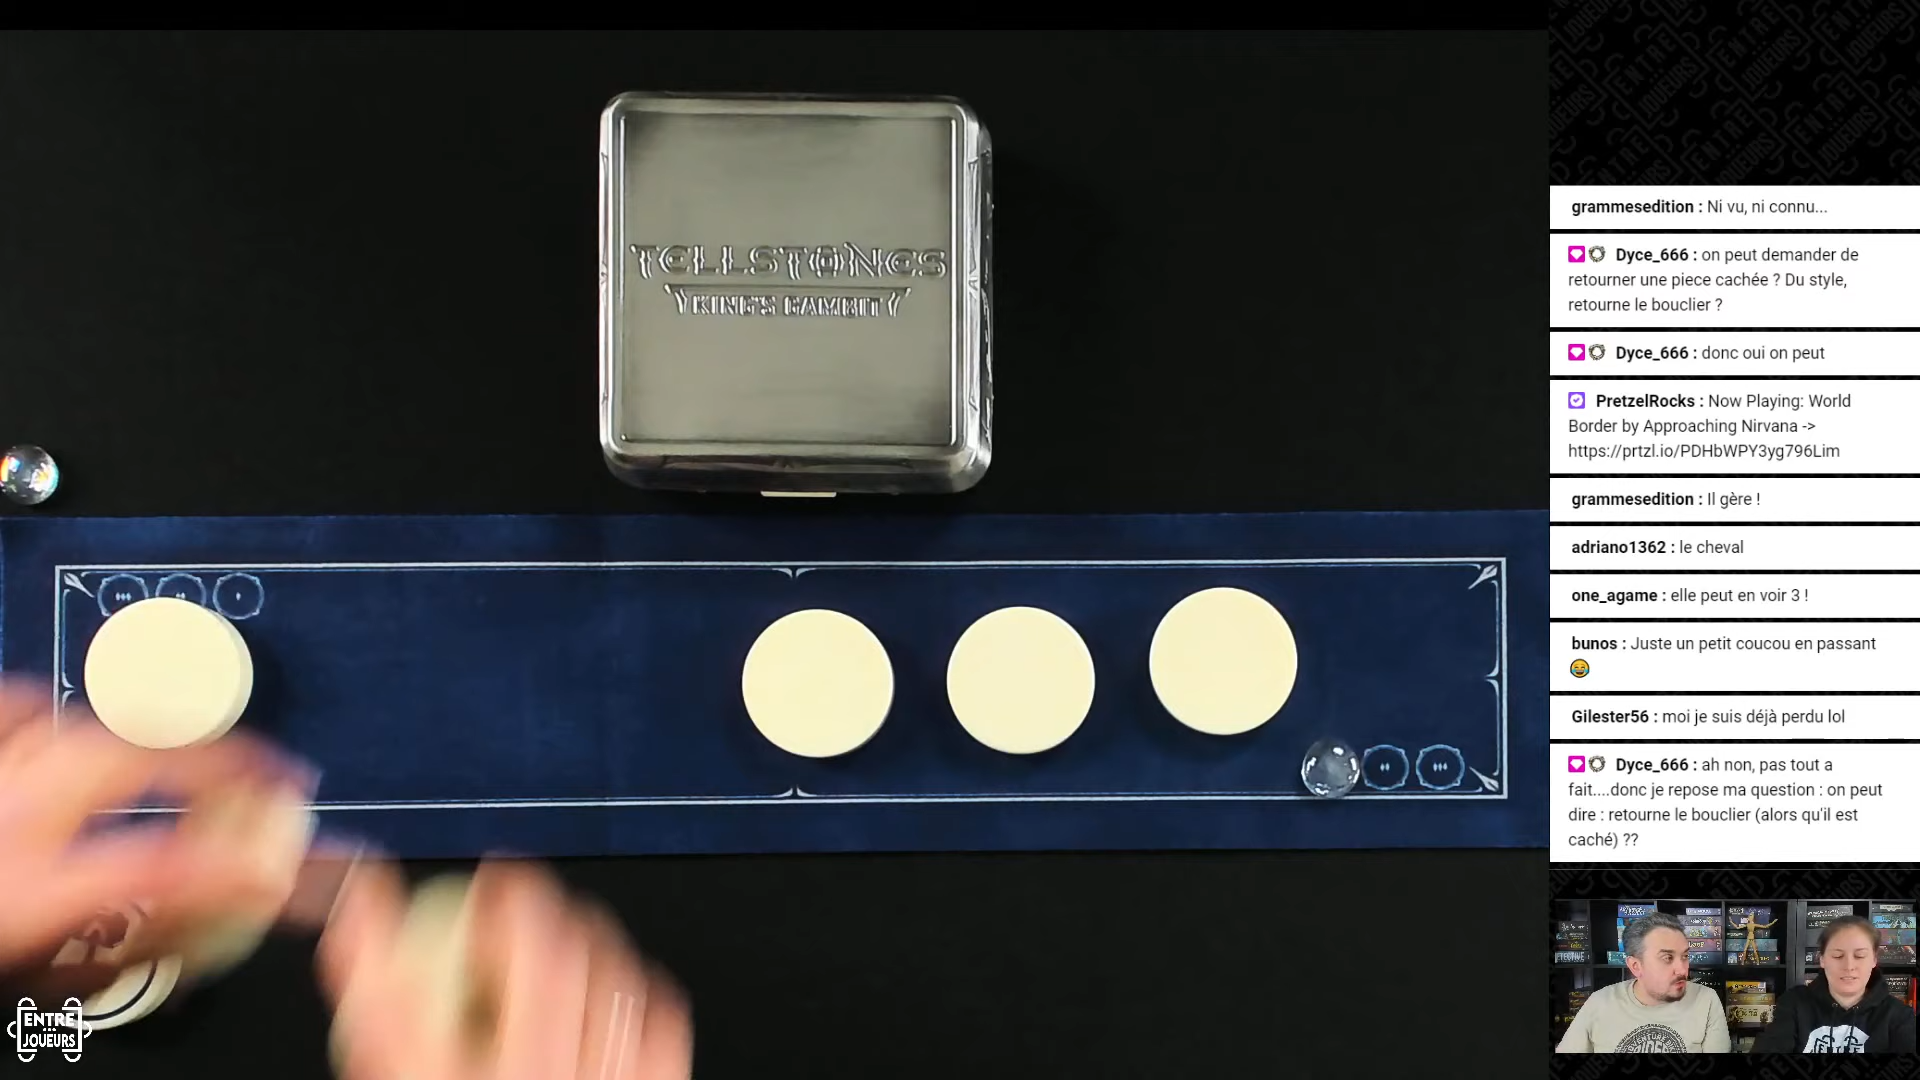 TELLSTONES
KING'S GAMBIT
grammesedition : Ni vu, ni connu...
Dyce_666 : on peut demander de
retourner une piece cachée ? Du style,
retourne le bouclier ?
Dyce_666 : donc oui on peut
PretzelRocks : Now Playing: World
Border by Approaching Nirvana ->
https://prtzl.io/PDHbWPY3yg796Lim
grammesedition : Il gère !
adriano1362 : le cheval
one_agame : elle peut en voir 3 !
bunos : Juste un petit coucou en passant
😂
Gilester56 : moi je suis déjà perdu lol
Dyce_666 : ah non, pas tout a
fait....donc je repose ma question : on peut
dire : retourne le bouclier (alors qu'il est
caché) ??
ENTRE
JOUEURS